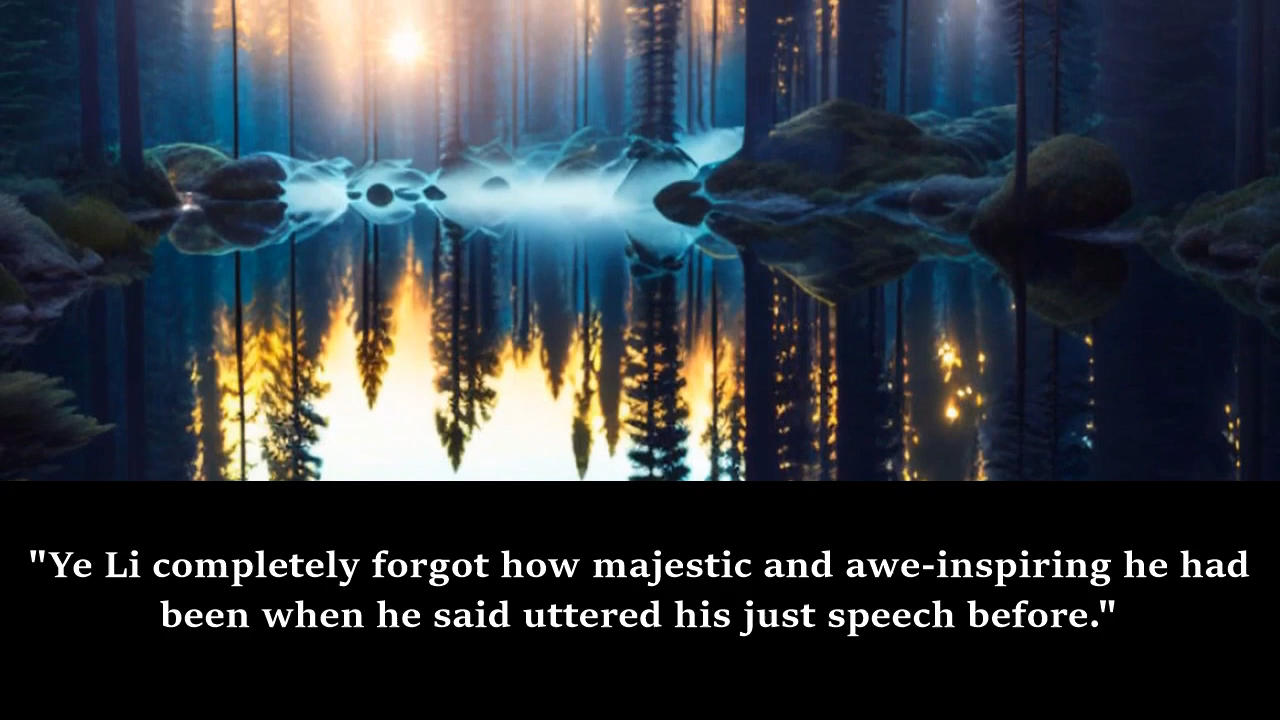 "Ye Li completely forgot how majestic and awe-inspiring he had
been when he said uttered his just speech before."